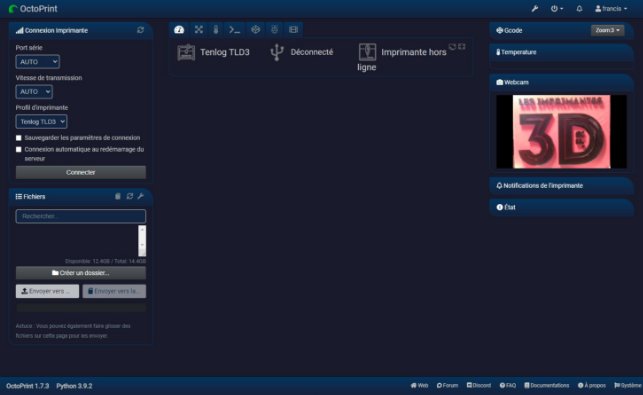 OctoPrint
francis
Connexion Imprimante
Port série
AUTO
Vitesse de transmission
AUTO
Profil d'imprimante
Tenlog TLD3
Sauvegarder les paramètres de connexion
Connexion automatique au redémarrage du
serveur
Connecter
Fichiers
Rechercher...
Disponible: 12.4GB / Total: 14.4GB
Créer un dossier...
Envoyer vers ...
Envoyer vers la...
Astuce : Vous pouvez également faire glisser des
fichiers sur cette page pour les envoyer.
Tenlog TLD3
Déconnecté
Imprimante hors
ligne
Gcode
Zoom:3
Temperature
Webcam
LES IMPRIMANTES
3D
Notifications de l'imprimante
État
OctoPrint 1.7.3 Python 3.9.2
Web Forum Discord FAQ Documentations À propos Système